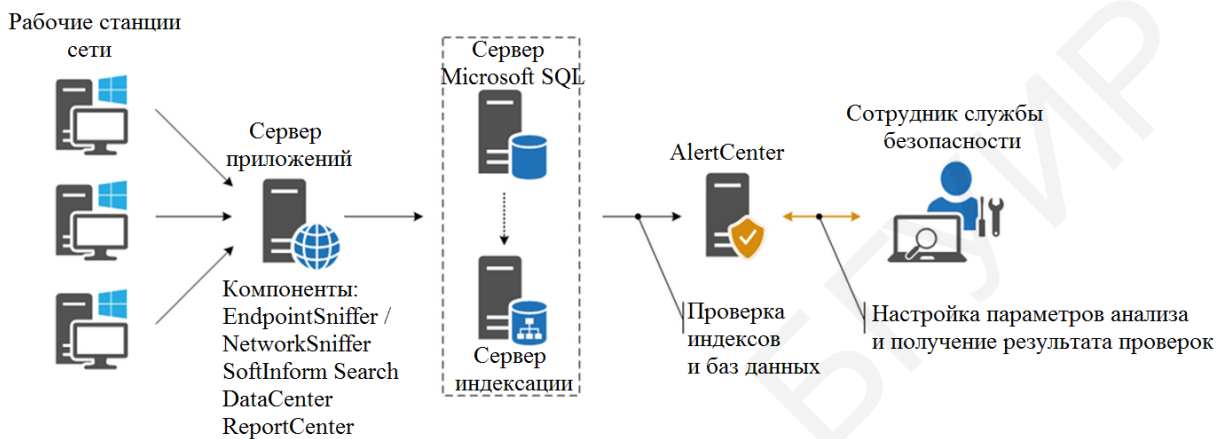 Рабочие станции
сети
Сервер
приложений
Компоненты:
EndpointSniffer /
NetworkSniffer
SoftInform Search
DataCenter
ReportCenter
Сервер
Microsoft SQL
Сервер
индексации
AlertCenter
Проверка
индексов
и баз данных
Сотрудник службы
безопасности
Настройка параметров анализа
и получение результата проверок
БГУИР